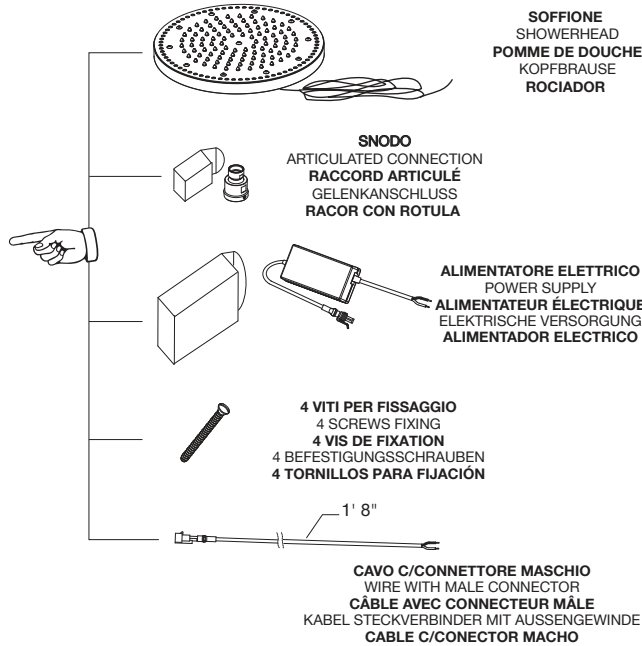 SOFFIONE
SHOWERHEAD
POMME DE DOUCHE
KOPFBRAUSE
ROCIADOR
SNODO
ARTICULATED CONNECTION
RACCORD ARTICULÉ
GELENKANSCHLUSS
RACOR CON ROTULA
ALIMENTATORE ELETTRICO
POWER SUPPLY
ALIMENTATEUR ÉLECTRIQUE
ELEKTRISCHE VERSORGUNG
ALIMENTADOR ELECTRICO
4 VITI PER FISSAGGIO
4 SCREWS FIXING
4 VIS DE FIXATION
4 BEFESTIGUNGSSCHRAUBEN
4 TORNILLOS PARA FIJACIÓN
1' 8"
CAVO C/CONNETTORE MASCHIO
WIRE WITH MALE CONNECTOR
CÂBLE AVEC CONNECTEUR MÂLE
KABEL STECKVERBINDER MIT AUSSENGEWINDE
CABLE C/CONECTOR MACHO